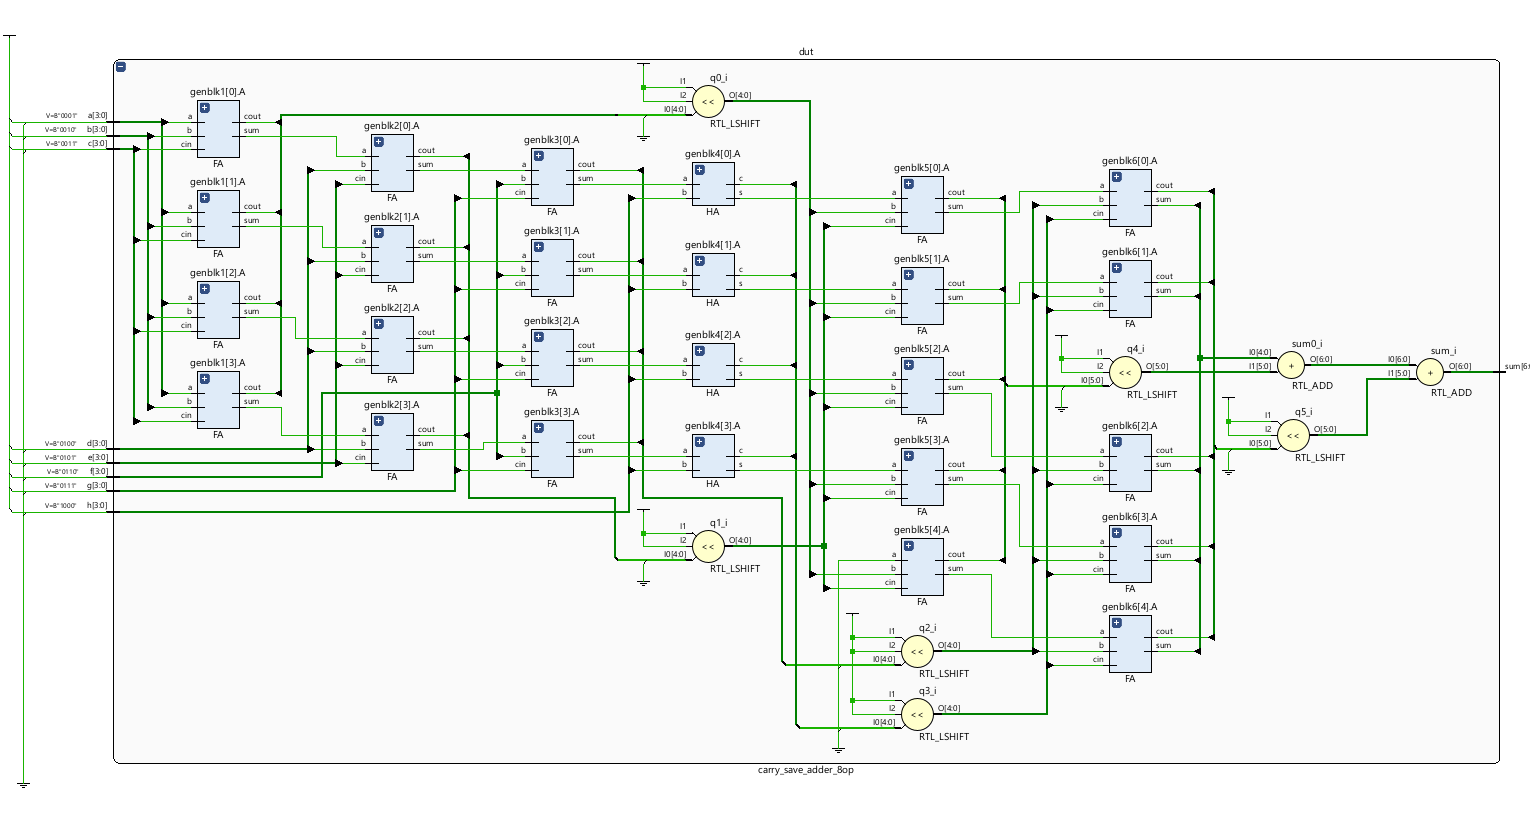 dut
V=B"0001" a[3:0]
V=B"0010" b[3:0]
V=B"0011" c[3:0]
V=B"0100" d[3:0]
V=B"0101" e[3:0]
V=B"0110" f[3:0]
V=B"0111" g[3:0]
V=B"1000" h[3:0]
genblk1[0].A
a cout
b sum
cin
FA
genblk1[1].A
a cout
b sum
cin
FA
genblk1[2].A
a cout
b sum
cin
FA
genblk1[3].A
a cout
b sum
cin
FA
genblk2[0].A
a cout
b sum
cin
FA
genblk2[1].A
a cout
b sum
cin
FA
genblk2[2].A
a cout
b sum
cin
FA
genblk2[3].A
a cout
b sum
cin
FA
genblk3[0].A
a cout
b sum
cin
FA
genblk3[1].A
a cout
b sum
cin
FA
genblk3[2].A
a cout
b sum
cin
FA
genblk3[3].A
a cout
b sum
cin
FA
q0_i
I1
I2 O[4:0]
I0[4:0]
<<
RTL_LSHIFT
genblk4[0].A
a c
b s
HA
genblk4[1].A
a c
b s
HA
genblk4[2].A
a c
b s
HA
genblk4[3].A
a c
b s
HA
q1_i
I1
I2 O[4:0]
I0[4:0]
<<
RTL_LSHIFT
genblk5[0].A
a cout
b sum
cin
FA
genblk5[1].A
a cout
b sum
cin
FA
genblk5[2].A
a cout
b sum
cin
FA
genblk5[3].A
a cout
b sum
cin
FA
genblk5[4].A
a cout
b sum
cin
FA
q2_i
I1
I2 O[4:0]
I0[4:0]
<<
RTL_LSHIFT
q3_i
I1
I2 O[4:0]
I0[4:0]
<<
RTL_LSHIFT
genblk6[0].A
a cout
b sum
cin
FA
genblk6[1].A
a cout
b sum
cin
FA
q4_i
I1
I2 O[5:0]
I0[5:0]
<<
RTL_LSHIFT
genblk6[2].A
a cout
b sum
cin
FA
genblk6[3].A
a cout
b sum
cin
FA
genblk6[4].A
a cout
b sum
cin
FA
sum0_i
I0[4:0] O[6:0]
I1[5:0]
+
RTL_ADD
q5_i
I1
I2 O[5:0]
I0[5:0]
<<
RTL_LSHIFT
sum_i
I0[6:0] O[6:0]
I1[5:0]
+
RTL_ADD
sum[6:
carry_save_adder_8op